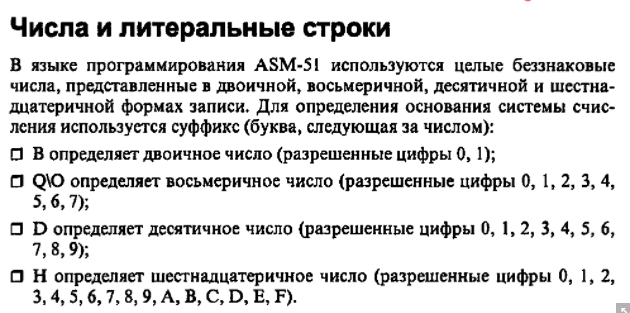 Числа и литеральные строки
В языке программирования ASM-51 используются целые беззнаковые
числа, представленные в двоичной, восьмеричной, десятичной и шестна-
дцатеричной формах записи. Для определения основания системы счис-
ления используется суффикс (буква, следующая за числом):
❒ B определяет двоичное число (разрешенные цифры 0, 1);
❒ Q\O определяет восьмеричное число (разрешенные цифры 0, 1, 2, 3, 4,
5, 6, 7);
❒ D определяет десятичное число (разрешенные цифры 0, 1, 2, 3, 4, 5, 6,
7, 8, 9);
❒ H определяет шестнадцатеричное число (разрешенные цифры 0, 1, 2,
3, 4, 5, 6, 7, 8, 9, A, B, C, D, E, F).
5